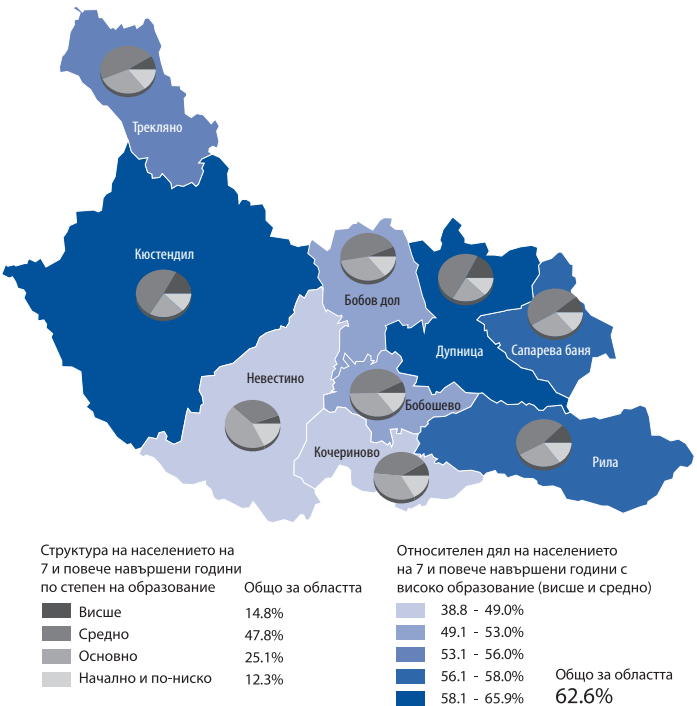 Трекляно
Кюстендил
Бобов дол
Дупница
Сапарева баня
Невестино
Бобошево
Кочериново
Рила
Структура на населението на
7 и повече навършени години
по степен на образование
Общо за областта
Висше 14.8%
Средно 47.8%
Основно 25.1%
Начално и по-ниско 12.3%
Относителен дял на населението
на 7 и повече навършени години с
високо образование (висше и средно)
38.8 - 49.0%
49.1 - 53.0%
53.1 - 56.0%
56.1 - 58.0%
58.1 - 65.9%
Общо за областта
62.6%